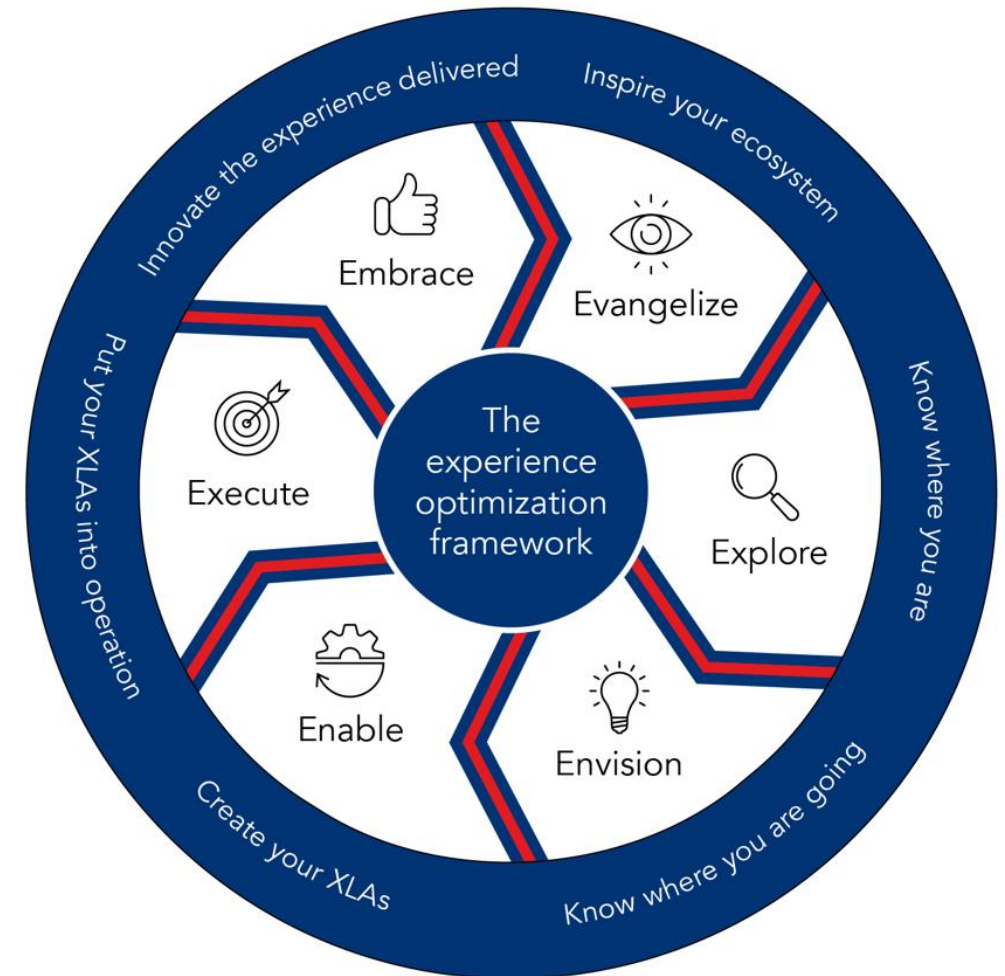 The
experience
optimization
framework
Evangelize
Inspire your ecosystem
Explore
Know where you are
Envision
Know where you are going
Enable
Create your XLAs
Execute
Put your XLAs into operation
Embrace
Innovate the experience delivered